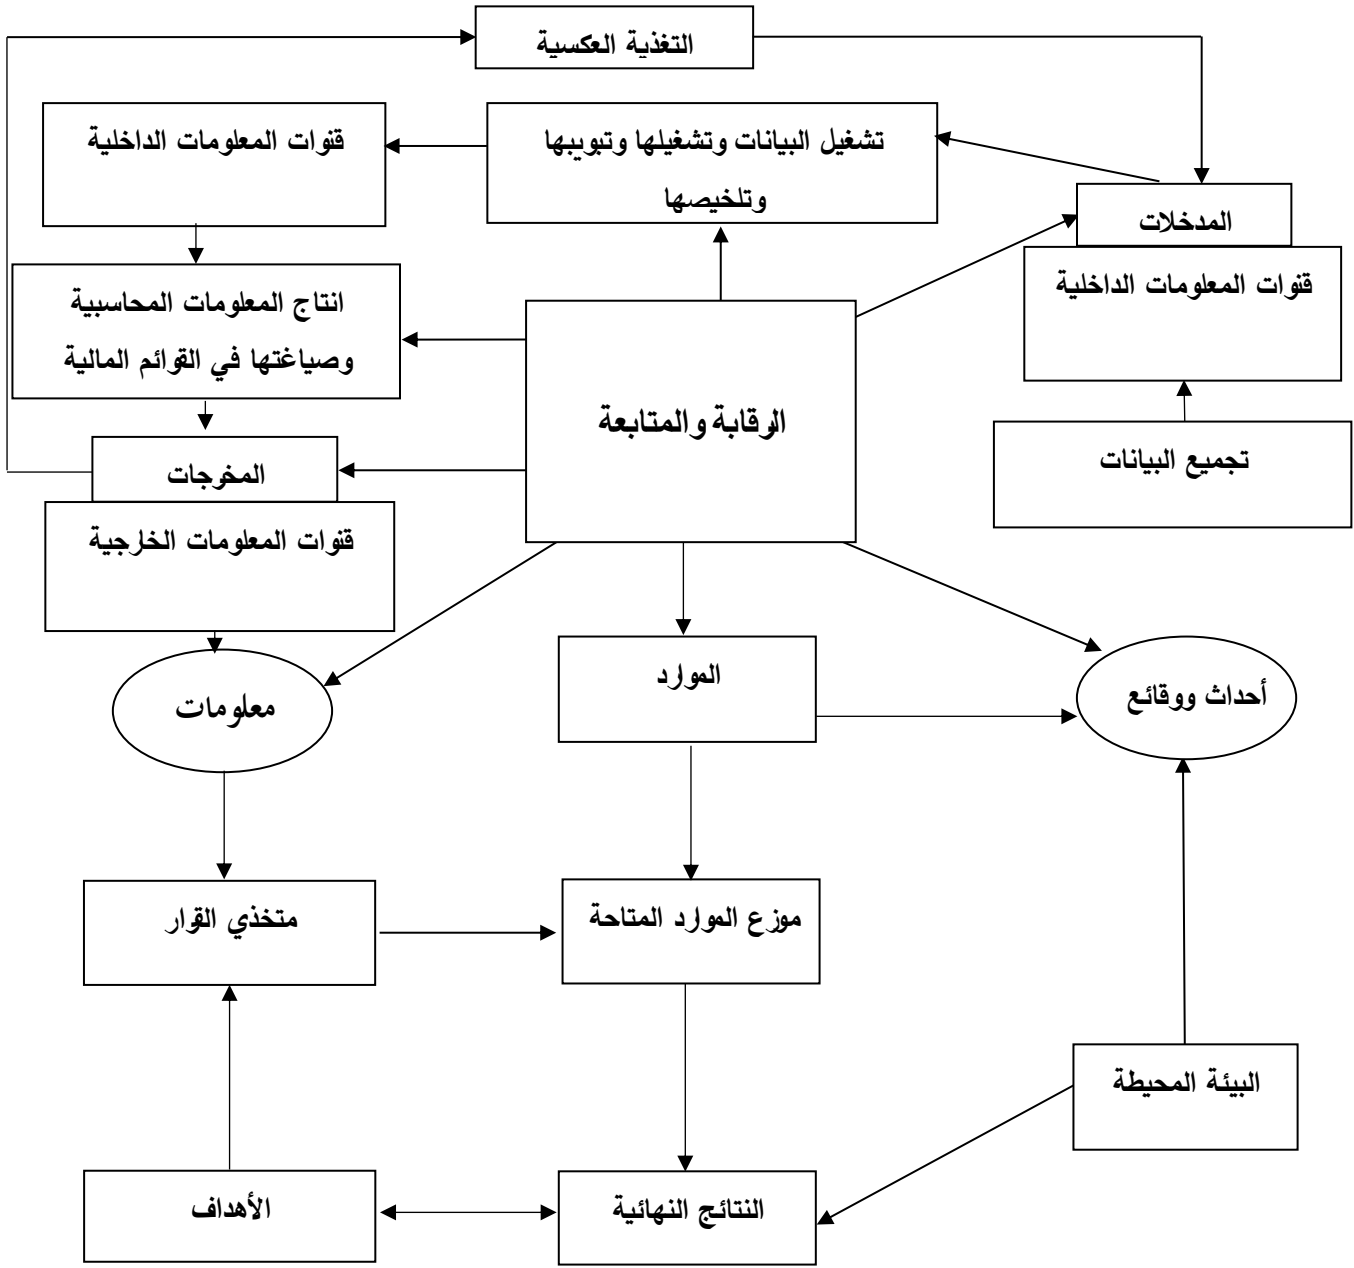 التغذية العكسية
قنوات المعلومات الداخلية
تشغيل البيانات وتشغيلها وتبويبها
وتلخيصها
المدخلات
قنوات المعلومات الداخلية
انتاج المعلومات المحاسبية
وصياغتها في القوائم المالية
الرقابة والمتابعة
تجميع البيانات
المخرجات
قنوات المعلومات الخارجية
الموارد
أحداث ووقائع
معلومات
متخذي القرار
موزع الموارد المتاحة
البيئة المحيطة
الأهداف
النتائج النهائية